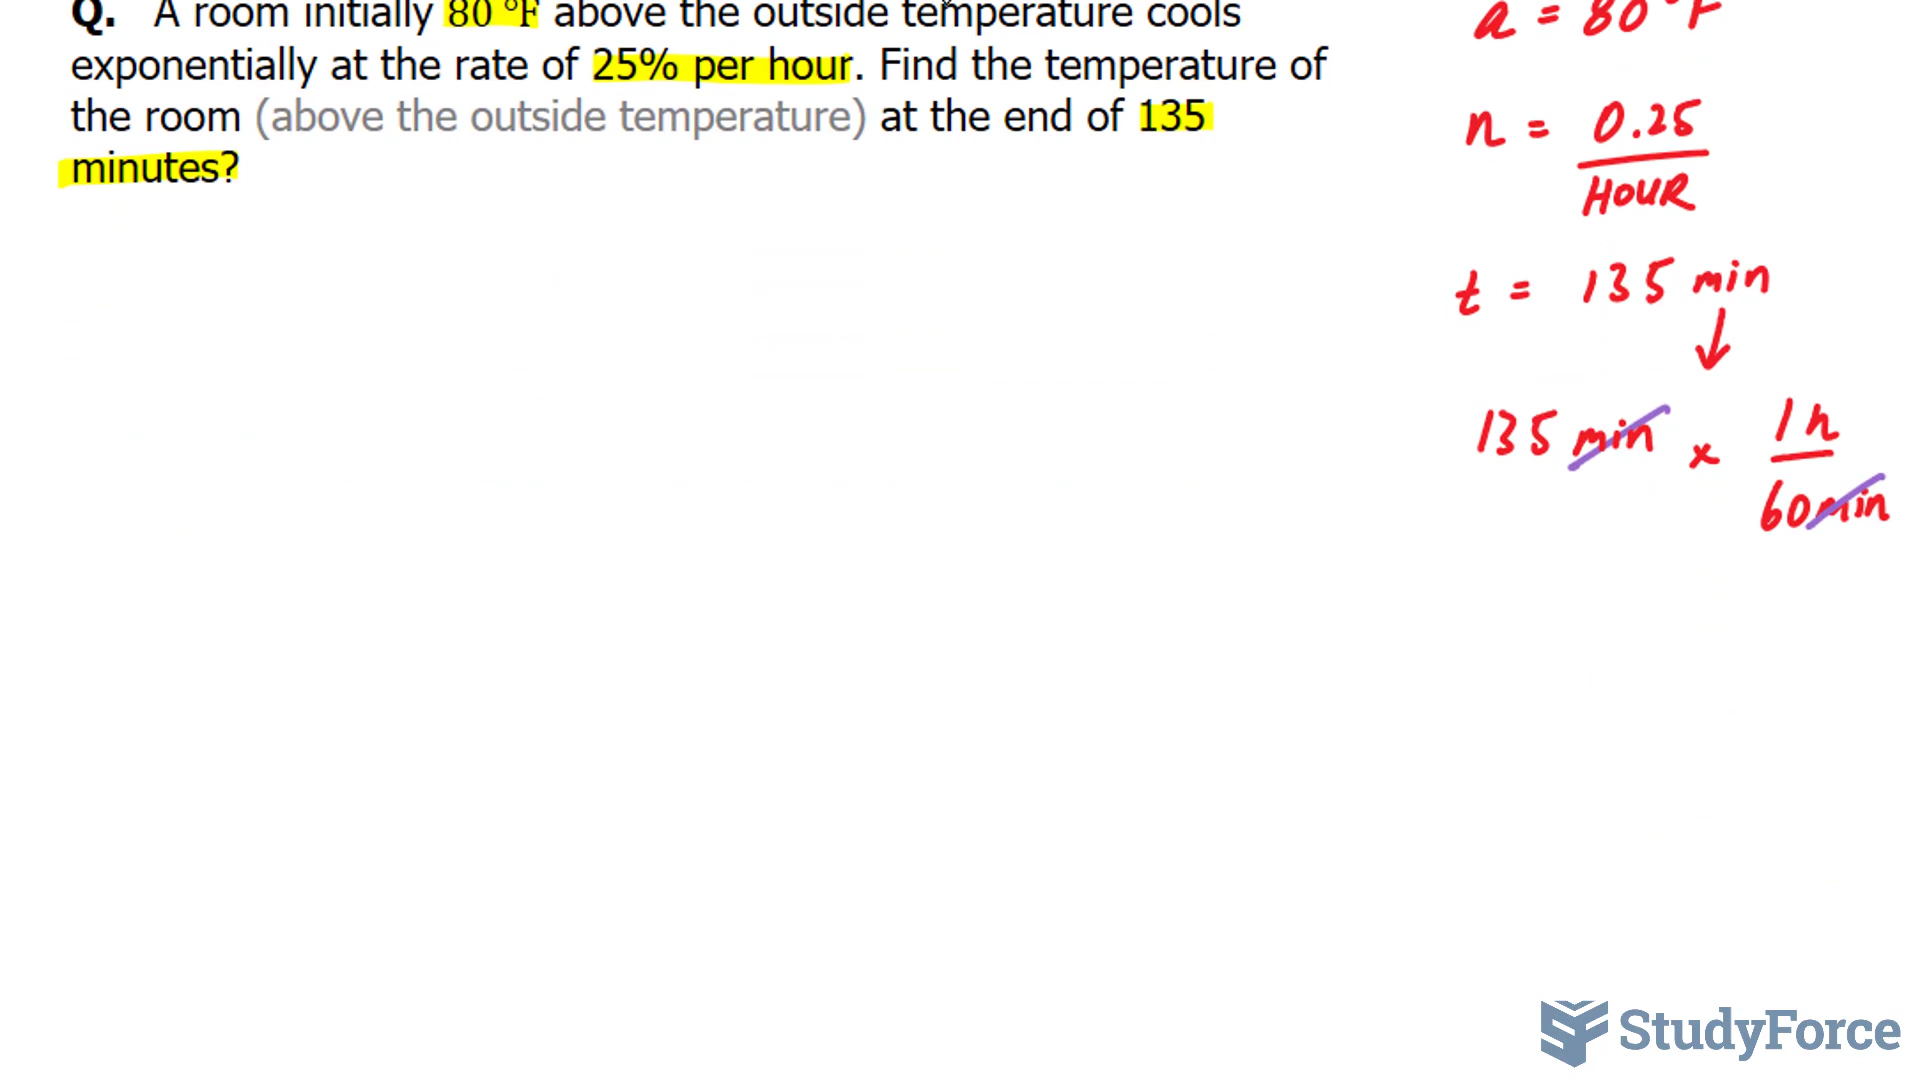 Q. A room initially 80 °F above the outside temperature cools
exponentially at the rate of 25% per hour. Find the temperature of
the room (above the outside temperature) at the end of 135
minutes?
a = 80°F
n = 0.25
HOUR
t = 135 min
135 min × 1h
60min
StudyForce